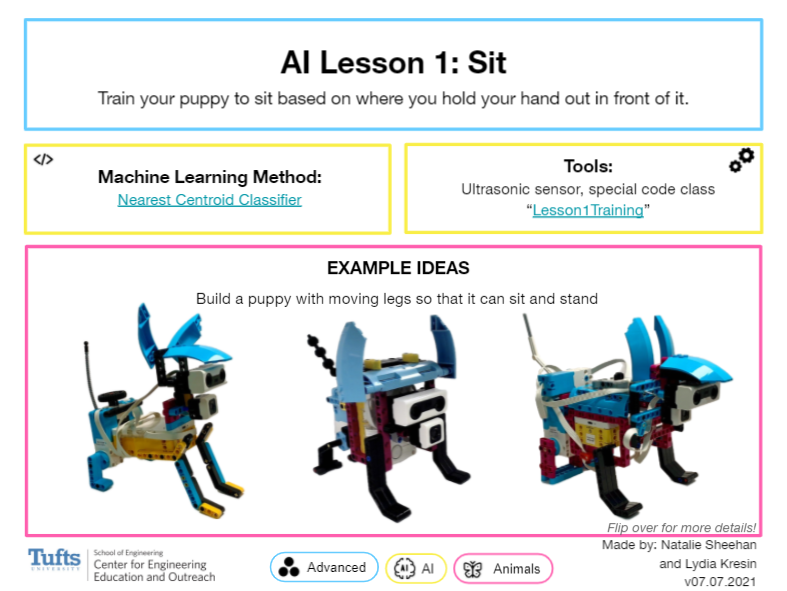 AI Lesson 1: Sit
Train your puppy to sit based on where you hold your hand out in front of it.
</>
Machine Learning Method:
Nearest Centroid Classifier
Tools:
Ultrasonic sensor, special code class
“Lesson1Training”
EXAMPLE IDEAS
Build a puppy with moving legs so that it can sit and stand
Flip over for more details!
Tufts
UNIVERSITY
School of Engineering
Center for Engineering
Education and Outreach
Advanced
AI
AI
Animals
Made by: Natalie Sheehan
and Lydia Kresin
v07.07.2021